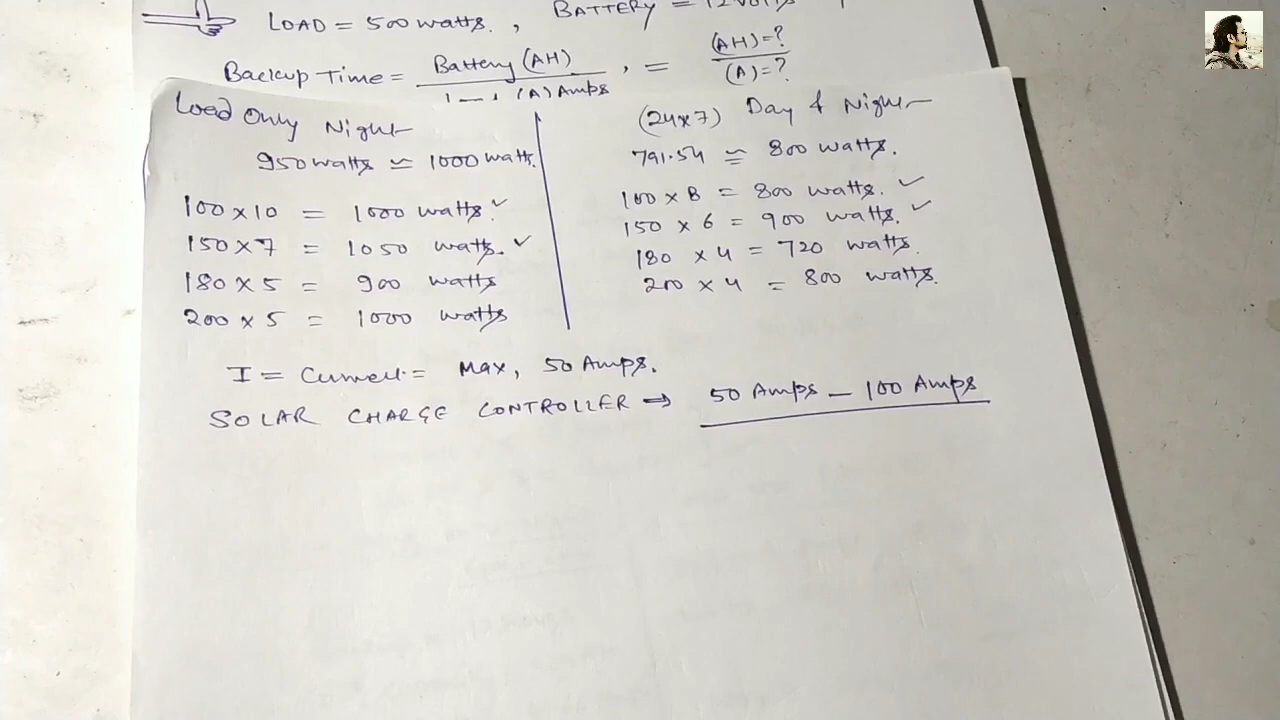 LOAD = 500 watts. , BATTERY = 12 Volts
Backup Time = Battery (AH) / (A) Amps , = (AH)=? / (A)=?
Load Only Night
950 watts ≃ 1000 watts.
100 x 10 = 1000 watts. ✓
150 x 7 = 1050 watts. ✓
180 x 5 = 900 watts
200 x 5 = 1000 watts
(24x7) Day & Night
791.54 ≅ 800 watts.
100 x 8 = 800 watts. ✓
150 x 6 = 900 watts. ✓
180 x 4 = 720 watts.
200 x 4 = 800 watts.
I = Current = Max, 50 Amps.
SOLAR CHARGE CONTROLLER → 50 Amps – 100 Amps